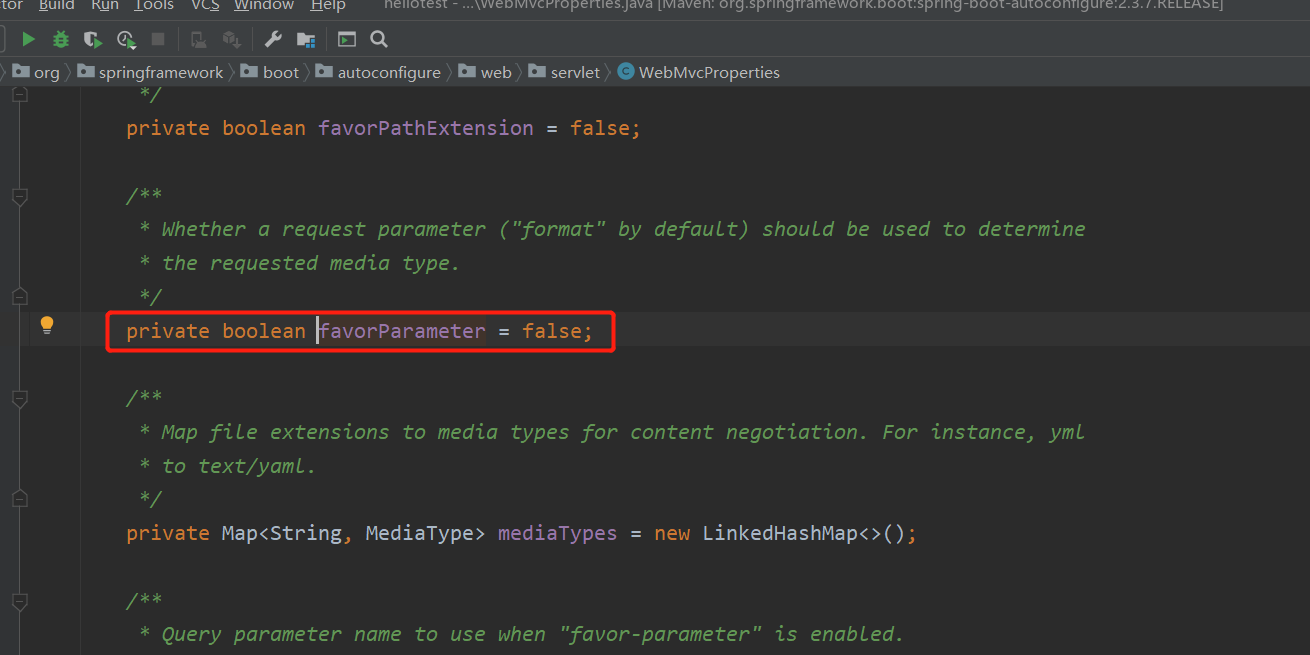 tor Build Run Tools VCS Window Help hellotest - ...\WebMvcProperties.java [Maven: org.springframework.boot:spring-boot-autoconfigure:2.3.7.RELEASE]
org springframework boot autoconfigure web servlet WebMvcProperties
*/
private boolean favorPathExtension = false;
/**
* Whether a request parameter ("format" by default) should be used to determine
* the requested media type.
*/
private boolean favorParameter = false;
/**
* Map file extensions to media types for content negotiation. For instance, yml
* to text/yaml.
*/
private Map<String, MediaType> mediaTypes = new LinkedHashMap<>();
/**
* Query parameter name to use when "favor-parameter" is enabled.